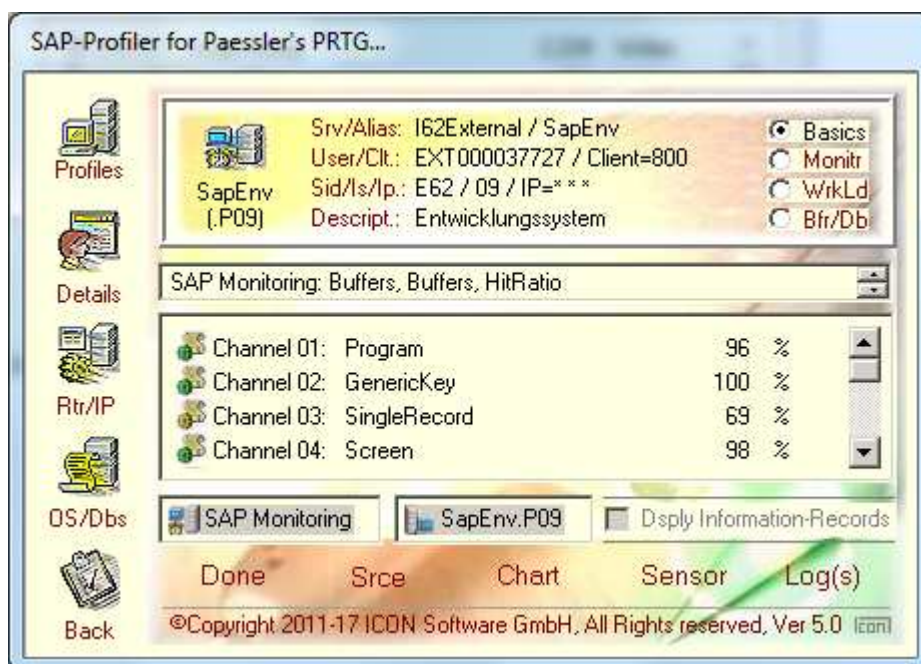 SAP-Profiler for Paessler's PRTG...
Profiles
Details
Rtr/IP
OS/Dbs
Back
SapEnv
(.P09)
Srv/Alias: I62External / SapEnv
User/Clt.: EXT000037727 / Client=800
Sid/Is/Ip.: E62 / 09 / IP=* * *
Descript.: Entwicklungssystem
Basics
Monitr
WrkLd
Bfr/Db
SAP Monitoring: Buffers, Buffers, HitRatio
Channel 01: Program 96 %
Channel 02: GenericKey 100 %
Channel 03: SingleRecord 69 %
Channel 04: Screen 98 %
SAP Monitoring
SapEnv.P09
Dsply Information-Records
Done Srce Chart Sensor Log(s)
©Copyright 2011-17 ICON Software GmbH, All Rights reserved, Ver 5.0 Icon